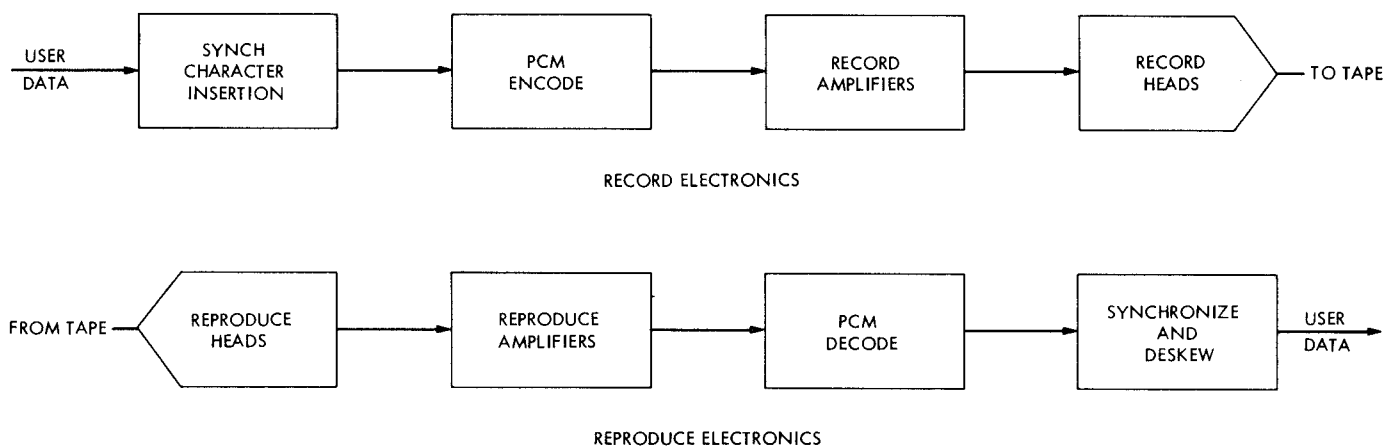 USER
DATA
SYNCH
CHARACTER
INSERTION
PCM
ENCODE
RECORD
AMPLIFIERS
RECORD
HEADS
TO TAPE
RECORD ELECTRONICS
FROM TAPE
REPRODUCE
HEADS
REPRODUCE
AMPLIFIERS
PCM
DECODE
SYNCHRONIZE
AND
DESKEW
USER
DATA
REPRODUCE ELECTRONICS